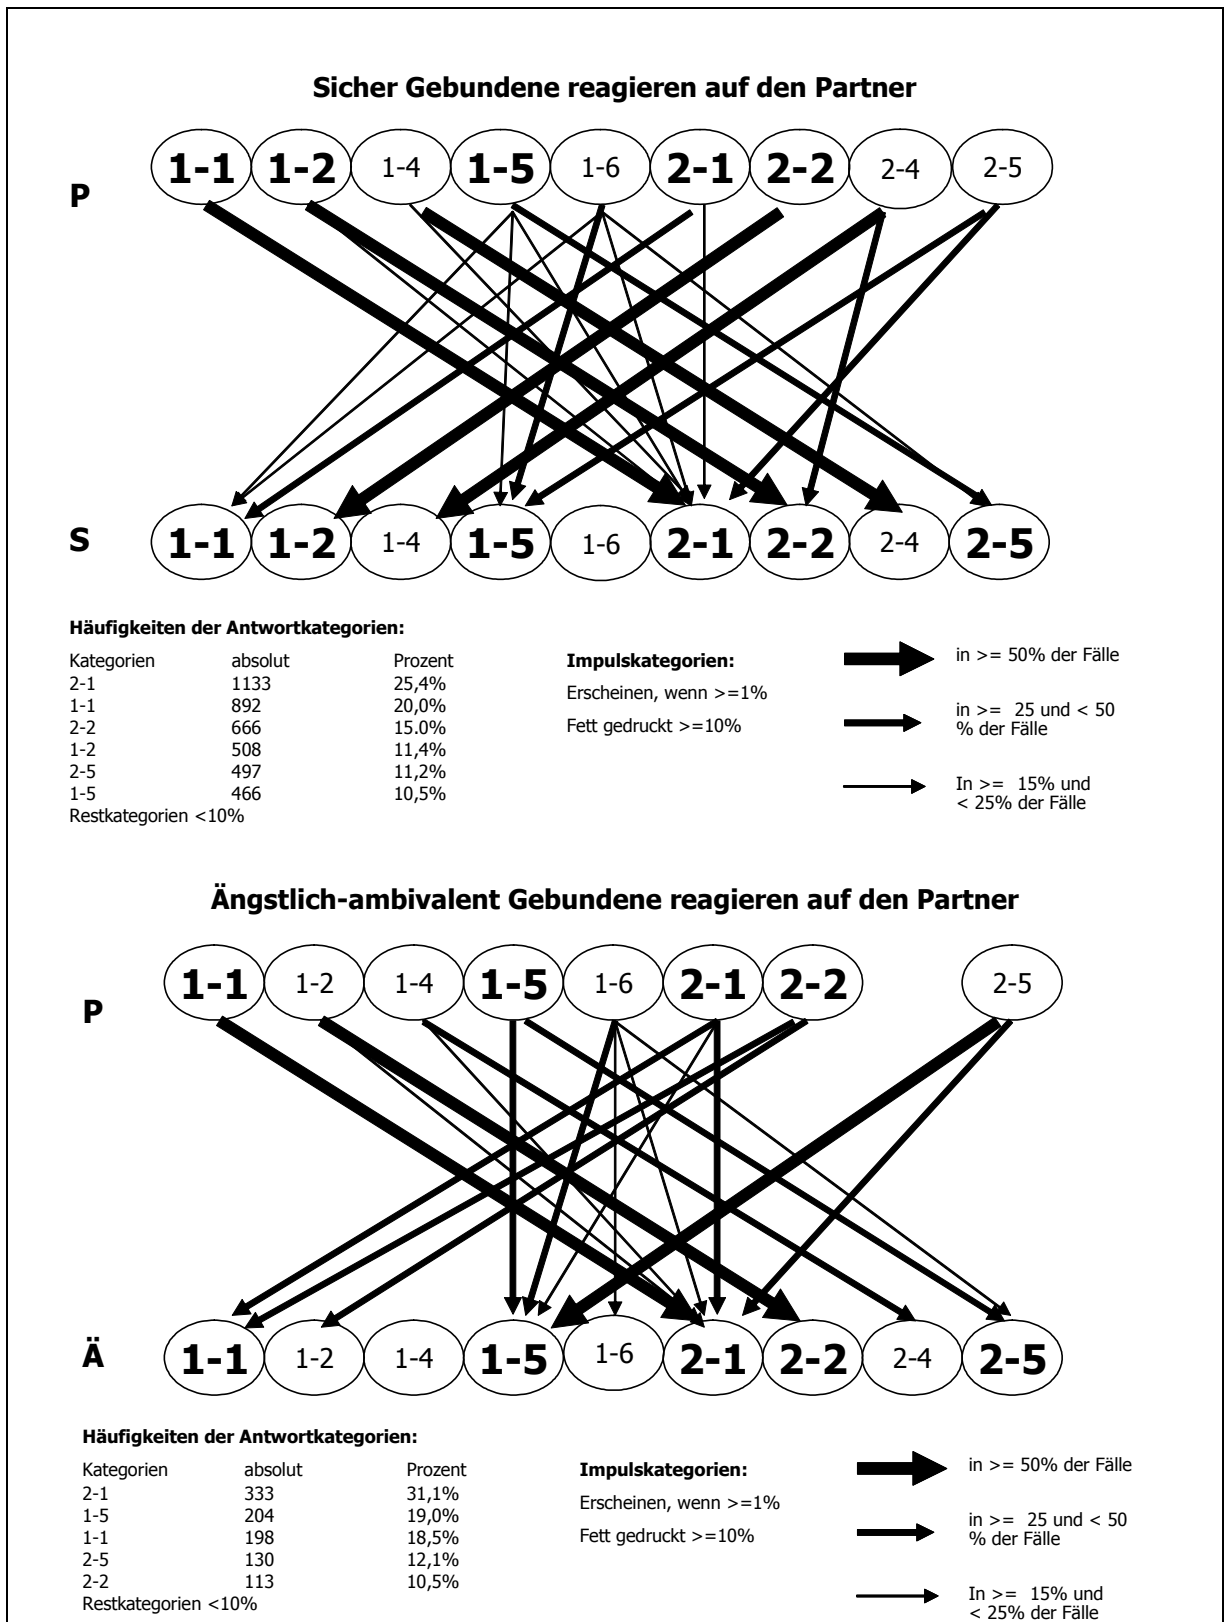 Sicher Gebundene reagieren auf den Partner
P
1-1 1-2 1-4 1-5 1-6 2-1 2-2 2-4 2-5
S
1-1 1-2 1-4 1-5 1-6 2-1 2-2 2-4 2-5
Häufigkeiten der Antwortkategorien:
Kategorien absolut Prozent
2-1 1133 25,4%
1-1 892 20,0%
2-2 666 15.0%
1-2 508 11,4%
2-5 497 11,2%
1-5 466 10,5%
Restkategorien <10%
Impulskategorien:
Erscheinen, wenn >=1%
Fett gedruckt >=10%
in >= 50% der Fälle
in >= 25 und < 50
% der Fälle
In >= 15% und
< 25% der Fälle
Ängstlich-ambivalent Gebundene reagieren auf den Partner
P
1-1 1-2 1-4 1-5 1-6 2-1 2-2 2-5
Ä
1-1 1-2 1-4 1-5 1-6 2-1 2-2 2-4 2-5
Häufigkeiten der Antwortkategorien:
Kategorien absolut Prozent
2-1 333 31,1%
1-5 204 19,0%
1-1 198 18,5%
2-5 130 12,1%
2-2 113 10,5%
Restkategorien <10%
Impulskategorien:
Erscheinen, wenn >=1%
Fett gedruckt >=10%
in >= 50% der Fälle
in >= 25 und < 50
% der Fälle
In >= 15% und
< 25% der Fälle